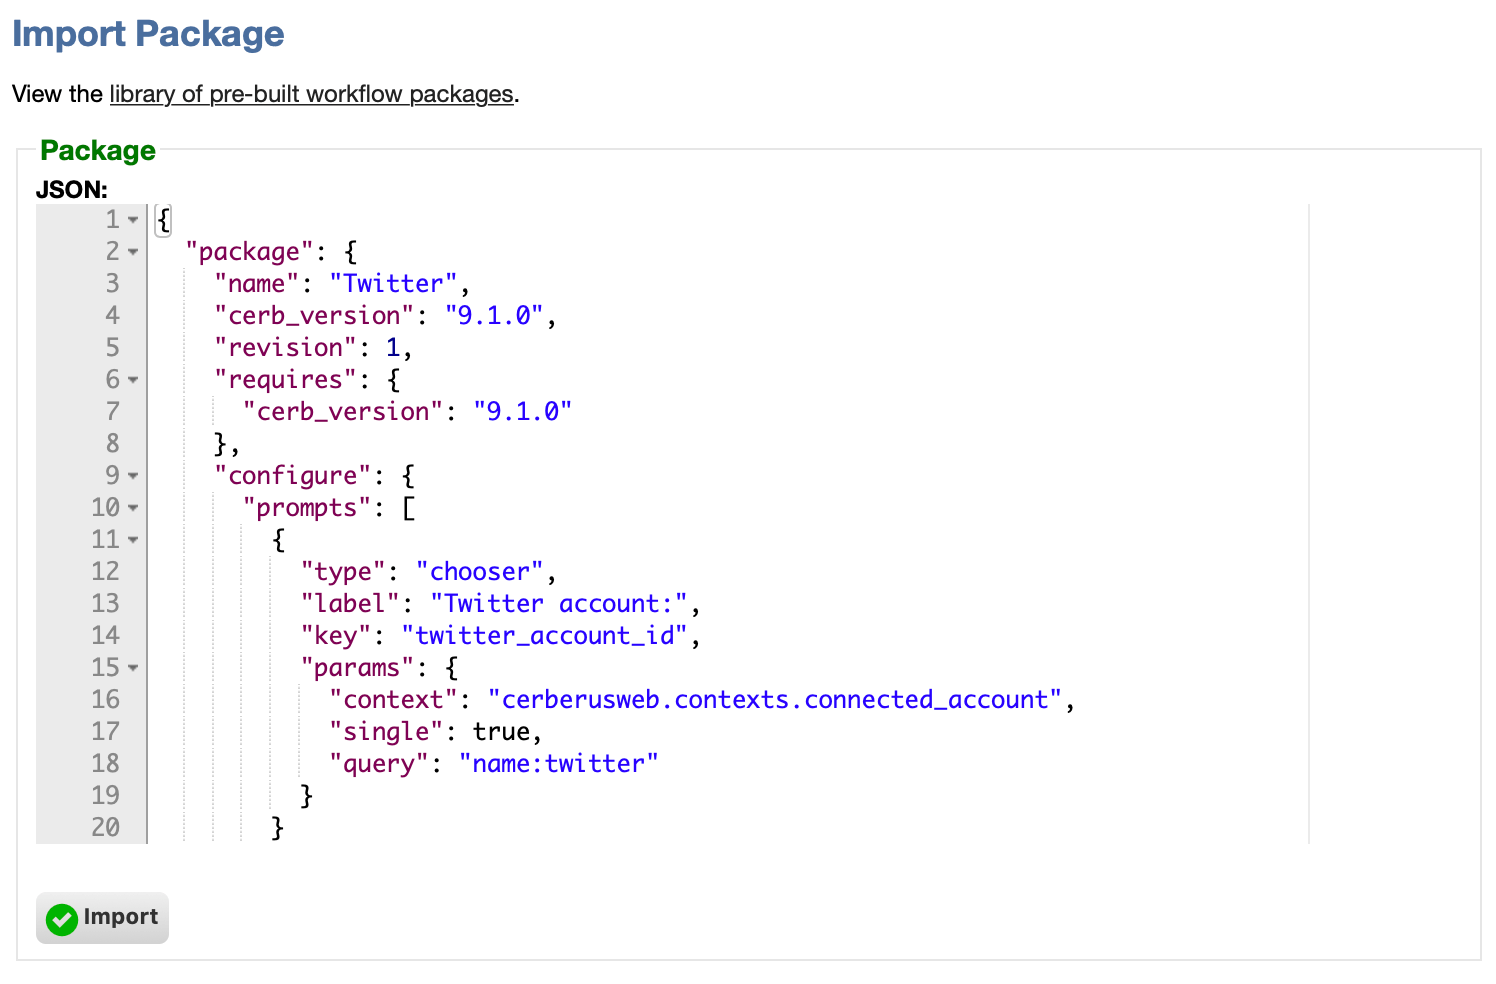 Import Package
View the library of pre-built workflow packages.
Package
JSON:
1 {
2   "package": {
3     "name": "Twitter",
4     "cerb_version": "9.1.0",
5     "revision": 1,
6     "requires": {
7       "cerb_version": "9.1.0"
8     },
9     "configure": {
10       "prompts": [
11         {
12           "type": "chooser",
13           "label": "Twitter account:",
14           "key": "twitter_account_id",
15           "params": {
16             "context": "cerberusweb.contexts.connected_account",
17             "single": true,
18             "query": "name:twitter"
19           }
20         }
Import